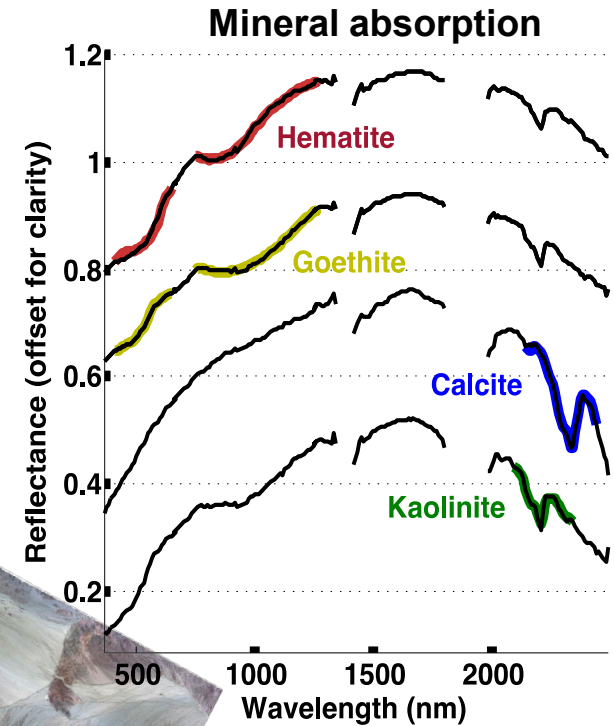 Mineral absorption
Reflectance (offset for clarity)
1.2
1
0.8
0.6
0.4
0.2
Hematite
Goethite
Calcite
Kaolinite
500 1000 1500 2000
Wavelength (nm)